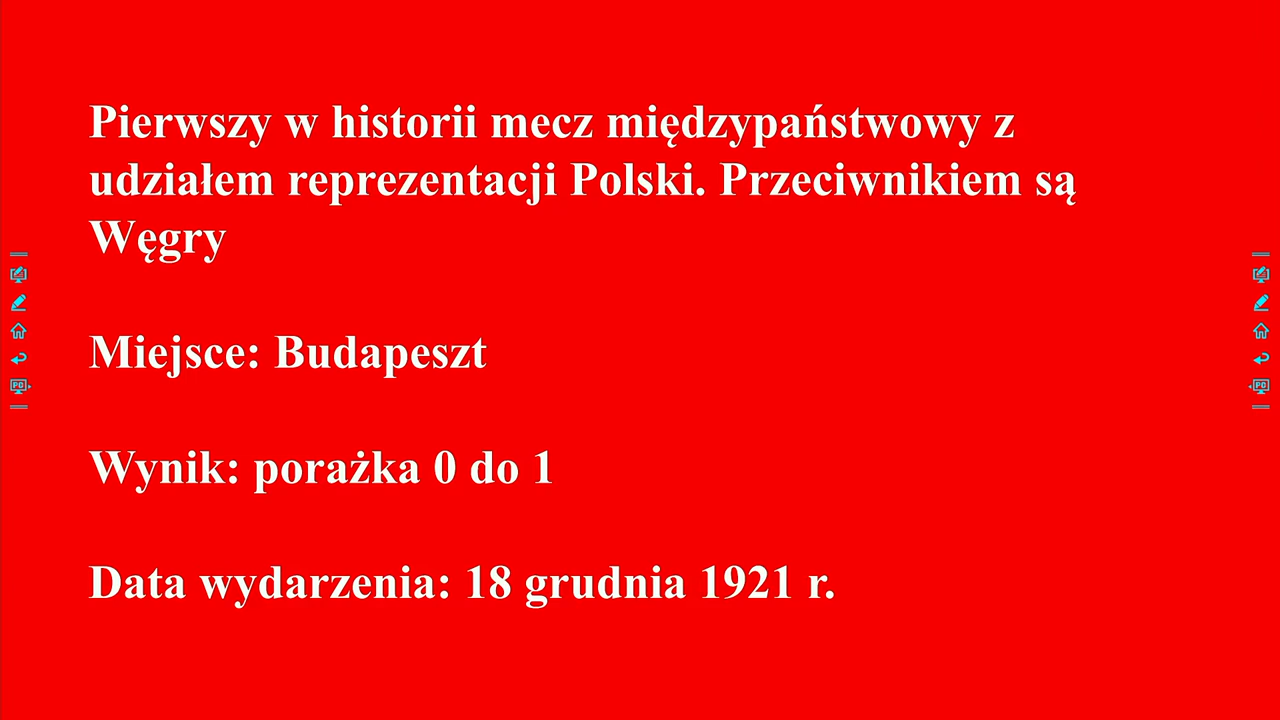 Pierwszy w historii mecz międzypaństwowy z
udziałem reprezentacji Polski. Przeciwnikiem są
Węgry
Miejsce: Budapeszt
Wynik: porażka 0 do 1
Data wydarzenia: 18 grudnia 1921 r.